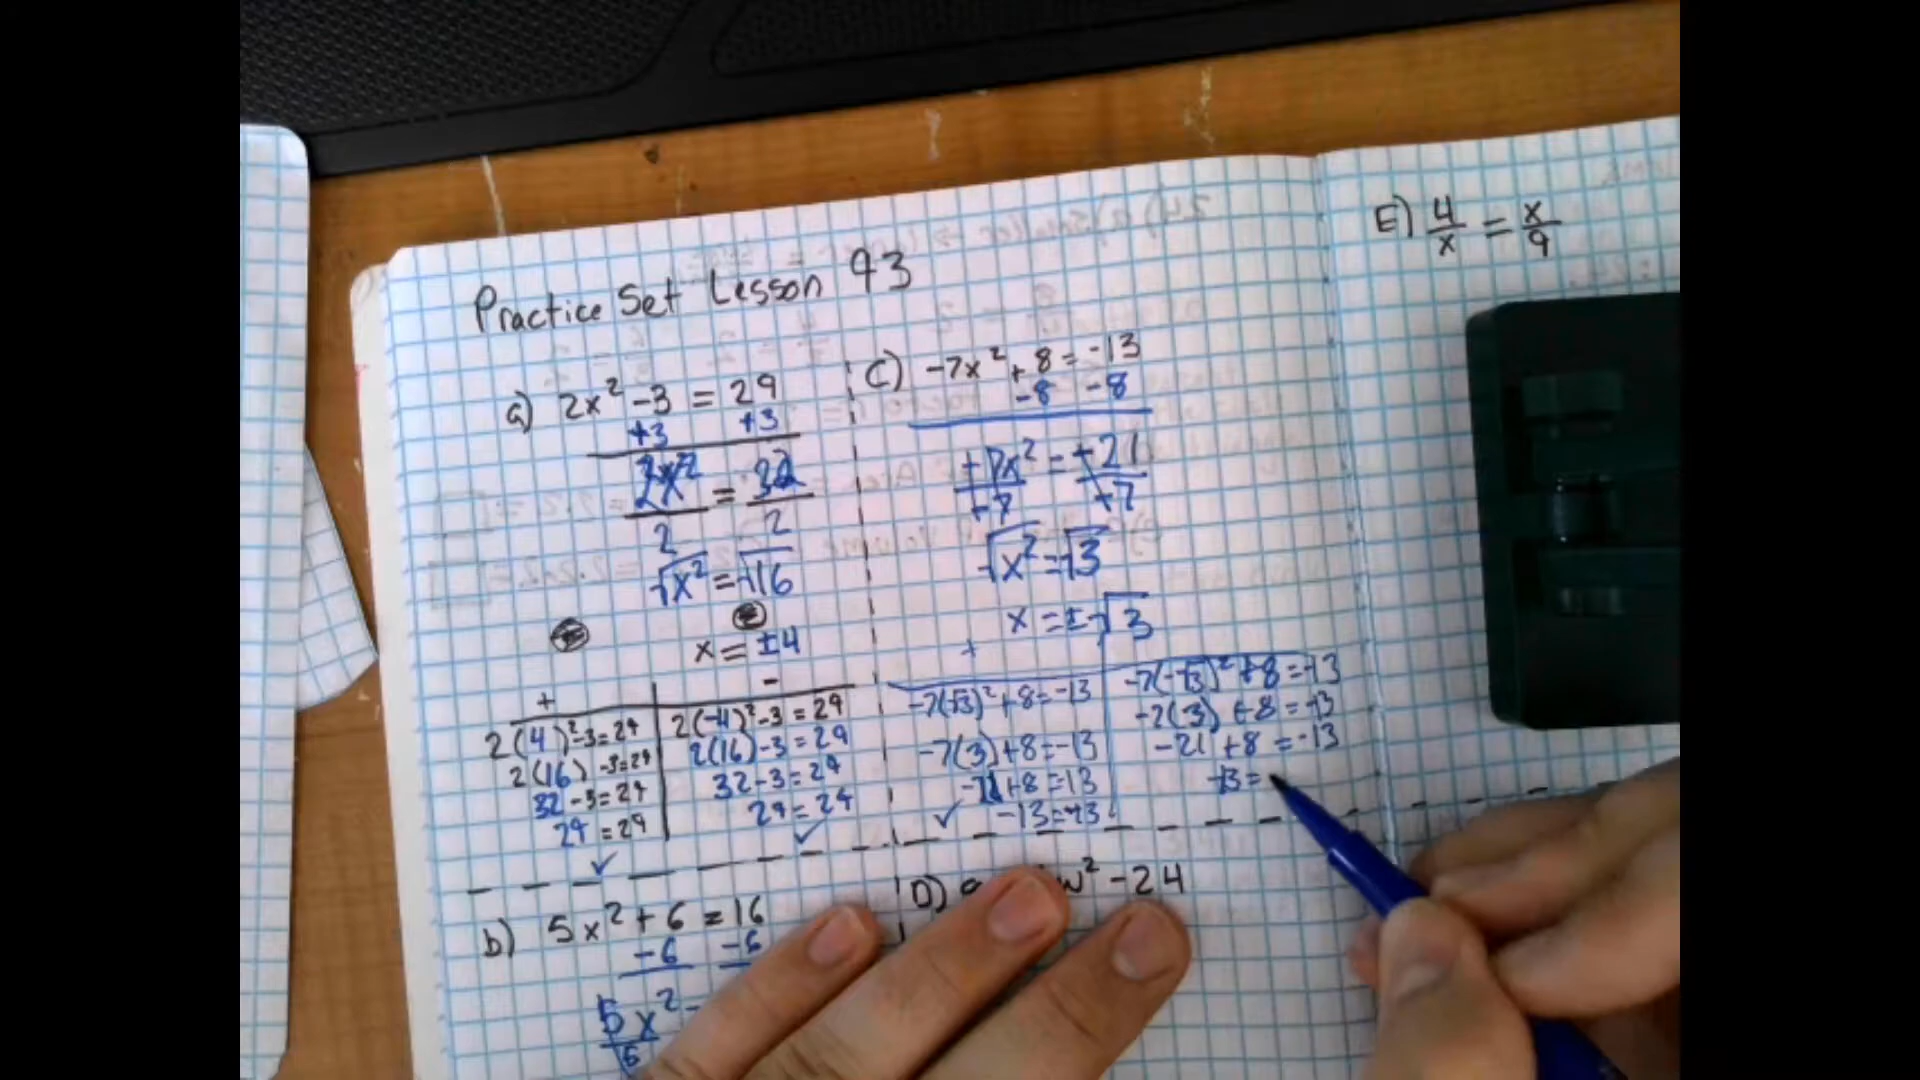 Practice Set Lesson 93
a) 2x² - 3 = 29
+3 +3
2x² = 32
2 2
√x² = √16
x = ±4
+
2(4)² - 3 = 29
2(16) - 3 = 29
32 - 3 = 29
29 = 29
✓
-
2(-4)² - 3 = 29
2(16) - 3 = 29
32 - 3 = 29
29 = 29
✓
b) 5x² + 6 = 16
-6 -6
5x²
5
C) -7x² + 8 = -13
-8 -8
-7x² = -21
-7 -7
√x² = √3
x = ±√3
+
-7(√3)² + 8 = -13
-7(3) + 8 = -13
-21 + 8 = -13
✓ -13 = -13
-7(-√3)² + 8 = -13
-7(3) + 8 = -13
-21 + 8 = -13
-13 =
D) w² - 24
E) 4/x = x/9